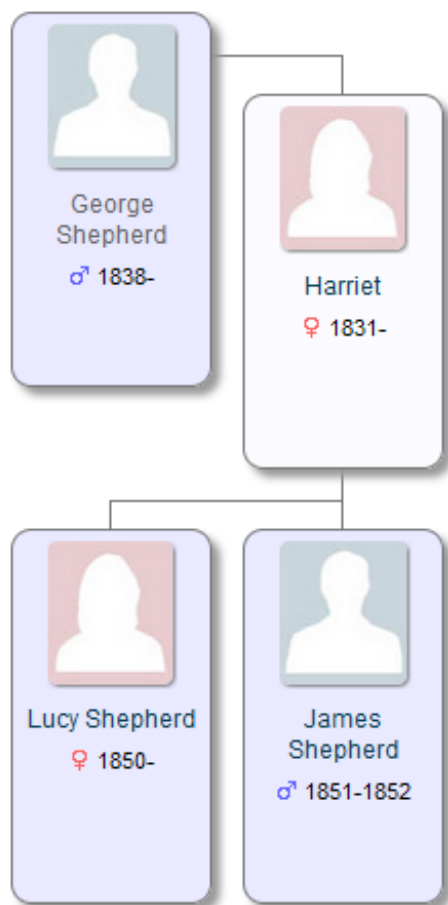 George
Shepherd
♂ 1838-
Harriet
♀ 1831-
Lucy Shepherd
♀ 1850-
James
Shepherd
♂ 1851-1852